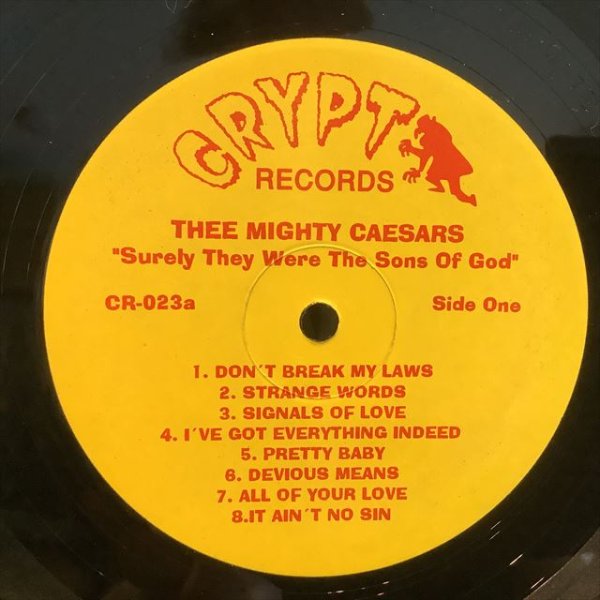 CRYPT
RECORDS
THEE MIGHTY CAESARS
"Surely They Were The Sons Of God"
CR-023a Side One
1. DON´T BREAK MY LAWS
2. STRANGE WORDS
3. SIGNALS OF LOVE
4. I´VE GOT EVERYTHING INDEED
5. PRETTY BABY
6. DEVIOUS MEANS
7. ALL OF YOUR LOVE
8.IT AIN´T NO SIN